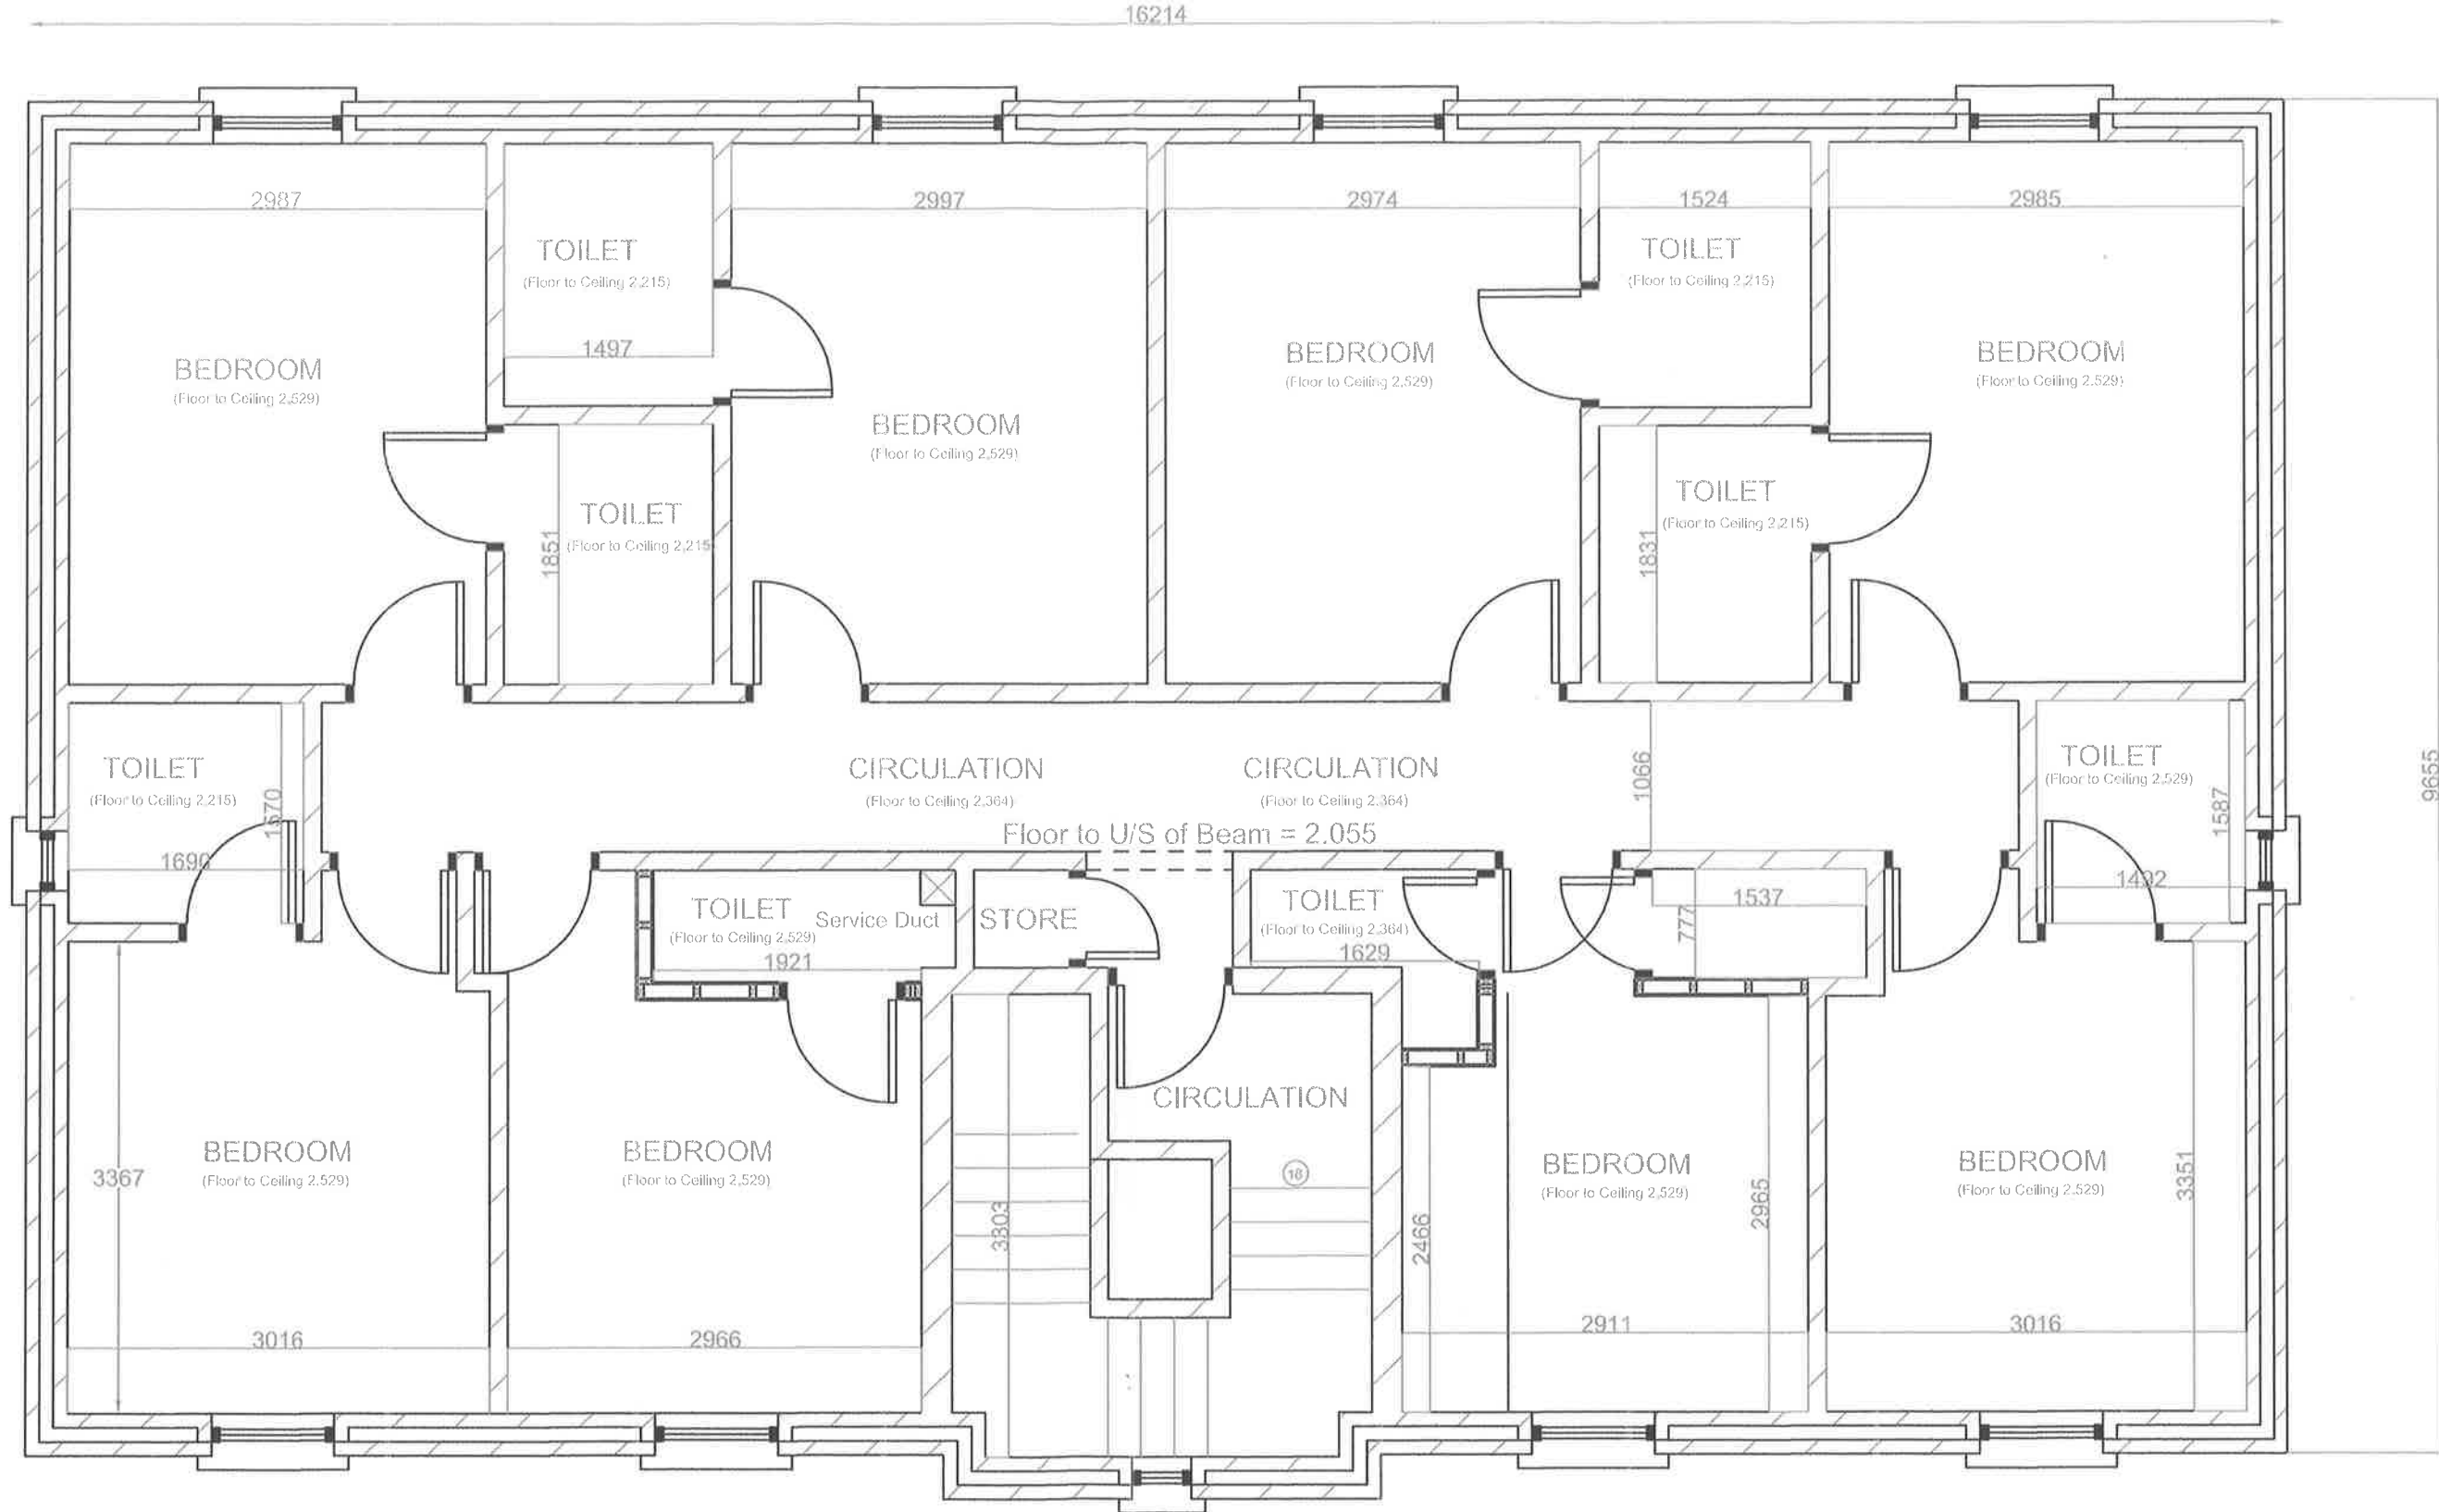 16214
2987
2997
2974
1524
2985
TOILET
(Floor to Ceiling 2,215)
TOILET
(Floor to Ceiling 2,215)
1497
BEDROOM
(Floor to Ceiling 2,529)
BEDROOM
(Floor to Ceiling 2,529)
BEDROOM
(Floor to Ceiling 2.529)
BEDROOM
(Floor to Ceiling 2,529)
TOILET
(Floor to Ceiling 2,215
1851
TOILET
(Floor to Ceiling 2,215)
1831
TOILET
(Floor to Ceiling 2,215)
1570
1690
CIRCULATION
(Floor to Ceiling 2.364)
CIRCULATION
(Floor to Ceiling 2.364)
1066
TOILET
(Floor to Ceiling 2,529)
1587
1492
9655
Floor to U/S of Beam = 2.055
TOILET
(Floor to Ceiling 2,529)
Service Duct
1921
STORE
TOILET
(Floor to Ceiling 2,364)
1629
777
1537
CIRCULATION
18
BEDROOM
(Floor to Ceiling 2.529)
3367
3016
BEDROOM
(Floor to Ceiling 2,529)
2966
3303
2466
BEDROOM
(Floor to Ceiling 2,529)
2965
2911
BEDROOM
(Floor to Ceiling 2.529)
3351
3016